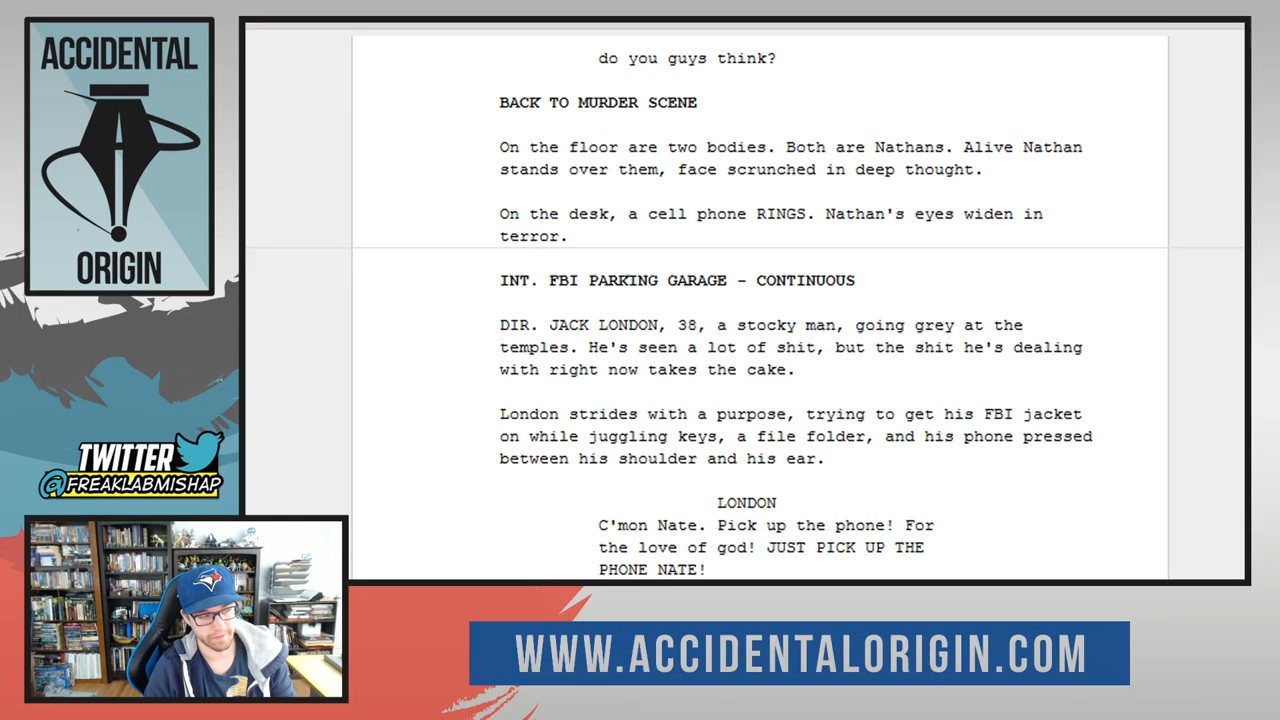 ACCIDENTAL
ORIGIN
do you guys think?
BACK TO MURDER SCENE
On the floor are two bodies. Both are Nathans. Alive Nathan
stands over them, face scrunched in deep thought.
On the desk, a cell phone RINGS. Nathan's eyes widen in
terror.
INT. FBI PARKING GARAGE - CONTINUOUS
DIR. JACK LONDON, 38, a stocky man, going grey at the
temples. He's seen a lot of shit, but the shit he's dealing
with right now takes the cake.
London strides with a purpose, trying to get his FBI jacket
on while juggling keys, a file folder, and his phone pressed
between his shoulder and his ear.
LONDON
C'mon Nate. Pick up the phone! For
the love of god! JUST PICK UP THE
PHONE NATE!
TWITTER
@FREAKLABMISHAP
WWW.ACCIDENTALORIGIN.COM